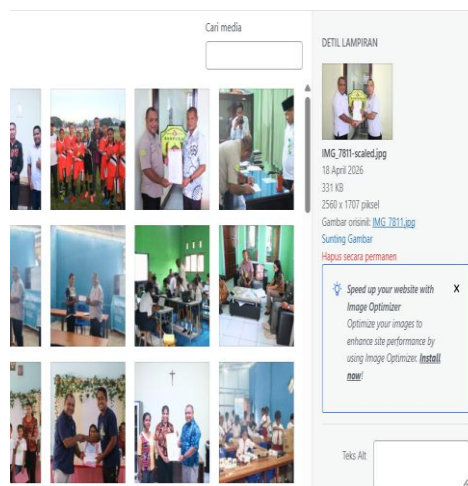 Cari media
DETIL LAMPIRAN
IMG_7811-scaled.jpg
18 April 2026
331 KB
2560 x 1707 piksel
Gambar orisinil: IMG_7811.jpg
Sunting Gambar
Hapus secara permanen
Speed up your website with
Image Optimizer
X
Optimize your images to
enhance site performance by
using Image Optimizer. Install
now!
Teks Alt